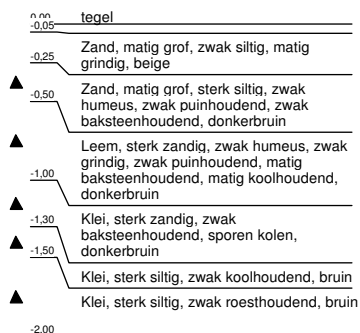 0,00 tegel
-0,05
Zand, matig grof, zwak siltig, matig
-0,25 grindig, beige
Zand, matig grof, sterk siltig, zwak
-0,50 humeus, zwak puinhoudend, zwak
baksteenhoudend, donkerbruin
Leem, sterk zandig, zwak humeus, zwak
grindig, zwak puinhoudend, matig
-1,00 baksteenhoudend, matig koolhoudend,
donkerbruin
-1,30 Klei, sterk zandig, zwak
baksteenhoudend, sporen kolen,
-1,50 donkerbruin
Klei, sterk siltig, zwak koolhoudend, bruin
Klei, sterk siltig, zwak roesthoudend, bruin
-2,00